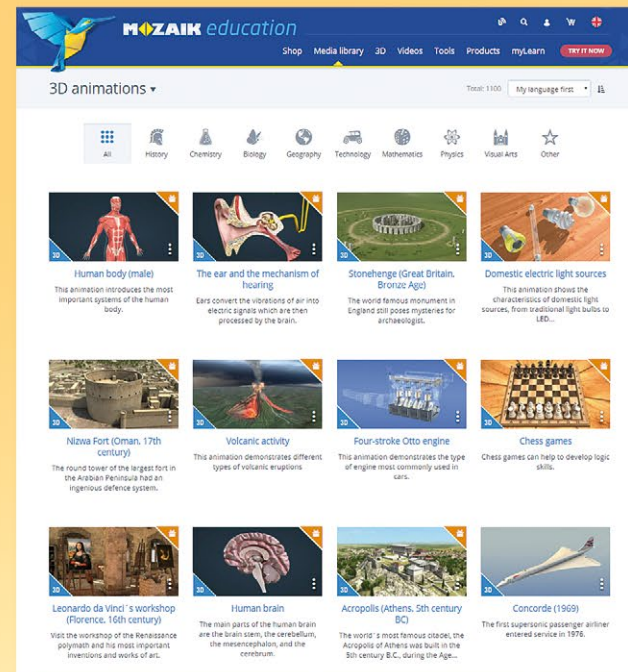 MOZAIK education
Shop Media library 3D Videos Tools Products myLearn TRY IT NOW
3D animations
Total: 1100 My language first
All History Chemistry Biology Geography Technology Mathematics Physics Visual Arts Other
3D 3D 3D 3D
Human body (male)
This animation introduces the most
important systems of the human
body.
The ear and the mechanism of
hearing
Ears convert the vibrations of air into
electric signals which are then
processed by the brain.
Stonehenge (Great Britain,
Bronze Age)
The world famous monument in
England still poses mysteries for
archaeologist.
Domestic electric light sources
This animation shows the
characteristics of domestic light
sources, from traditional light bulbs to
LED...
3D 3D 3D 3D
Nizwa Fort (Oman, 17th
century)
The round tower of the largest fort in
the Arabian Peninsula had an
ingenious defence system.
Volcanic activity
This animation demonstrates different
types of volcanic eruptions
Four-stroke Otto engine
This animation demonstrates the type
of engine most commonly used in
cars.
Chess games
Chess games can help to develop logic
skills.
3D 3D 3D 3D
Leonardo da Vinci´s workshop
(Florence, 16th century)
Visit the workshop of the Renaissance
polymath and his most important
inventions and works of art.
Human brain
The main parts of the human brain
are the brain stem, the cerebellum,
the mesencephalon, and the
cerebrum.
Acropolis (Athens, 5th century
BC)
The world´s most famous citadel, the
Acropolis of Athens was built in the
5th century B.C., during the Age...
Concorde (1969)
The first supersonic passenger airliner
entered service in 1976.